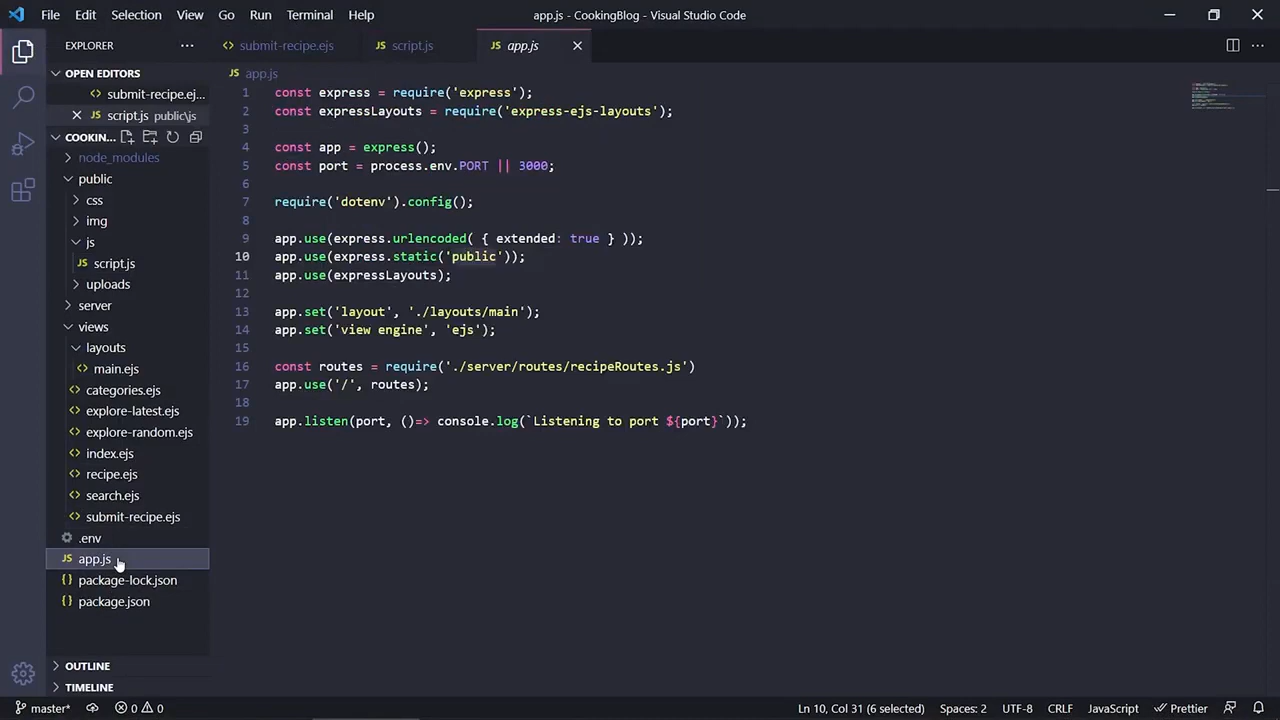 File Edit Selection View Go Run Terminal Help app.js - CookingBlog - Visual Studio Code
EXPLORER
OPEN EDITORS
submit-recipe.ej...
script.js public\js
COOKIN...
node_modules
public
css
img
js
JS script.js
uploads
server
views
layouts
main.ejs
categories.ejs
explore-latest.ejs
explore-random.ejs
index.ejs
recipe.ejs
search.ejs
submit-recipe.ejs
.env
JS app.js
{} package-lock.json
{} package.json
OUTLINE
TIMELINE
submit-recipe.ejs JS script.js JS app.js
JS app.js
1 const express = require('express');
2 const expressLayouts = require('express-ejs-layouts');
3
4 const app = express();
5 const port = process.env.PORT || 3000;
6
7 require('dotenv').config();
8
9 app.use(express.urlencoded( { extended: true } ));
10 app.use(express.static('public'));
11 app.use(expressLayouts);
12
13 app.set('layout', './layouts/main');
14 app.set('view engine', 'ejs');
15
16 const routes = require('./server/routes/recipeRoutes.js')
17 app.use('/', routes);
18
19 app.listen(port, ()=> console.log(`Listening to port ${port}`));
master* 0 0 Ln 10, Col 31 (6 selected) Spaces: 2 UTF-8 CRLF JavaScript Prettier